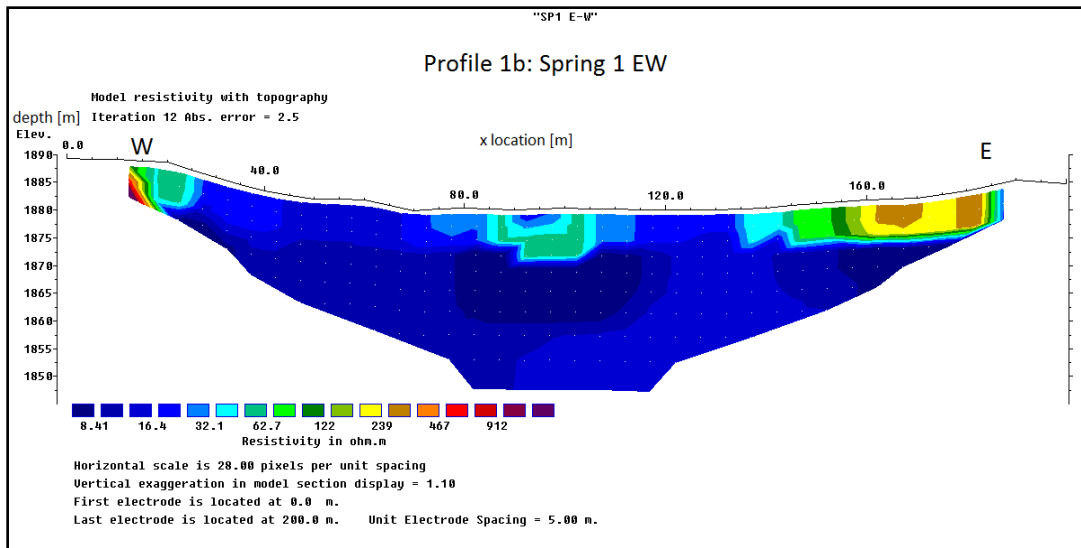 "SP1 E-W"
Profile 1b: Spring 1 EW
Model resistivity with topography
depth [m] Iteration 12 Abs. error = 2.5
Elev. 0.0 W x location [m] E
1890
1885 40.0 160.0
1880 80.0 120.0
1875
1870
1865
1860
1855
1850
8.41 16.4 32.1 62.7 122 239 467 912
Resistivity in ohm.m
Horizontal scale is 28.00 pixels per unit spacing
Vertical exaggeration in model section display = 1.10
First electrode is located at 0.0 m.
Last electrode is located at 200.0 m. Unit Electrode Spacing = 5.00 m.